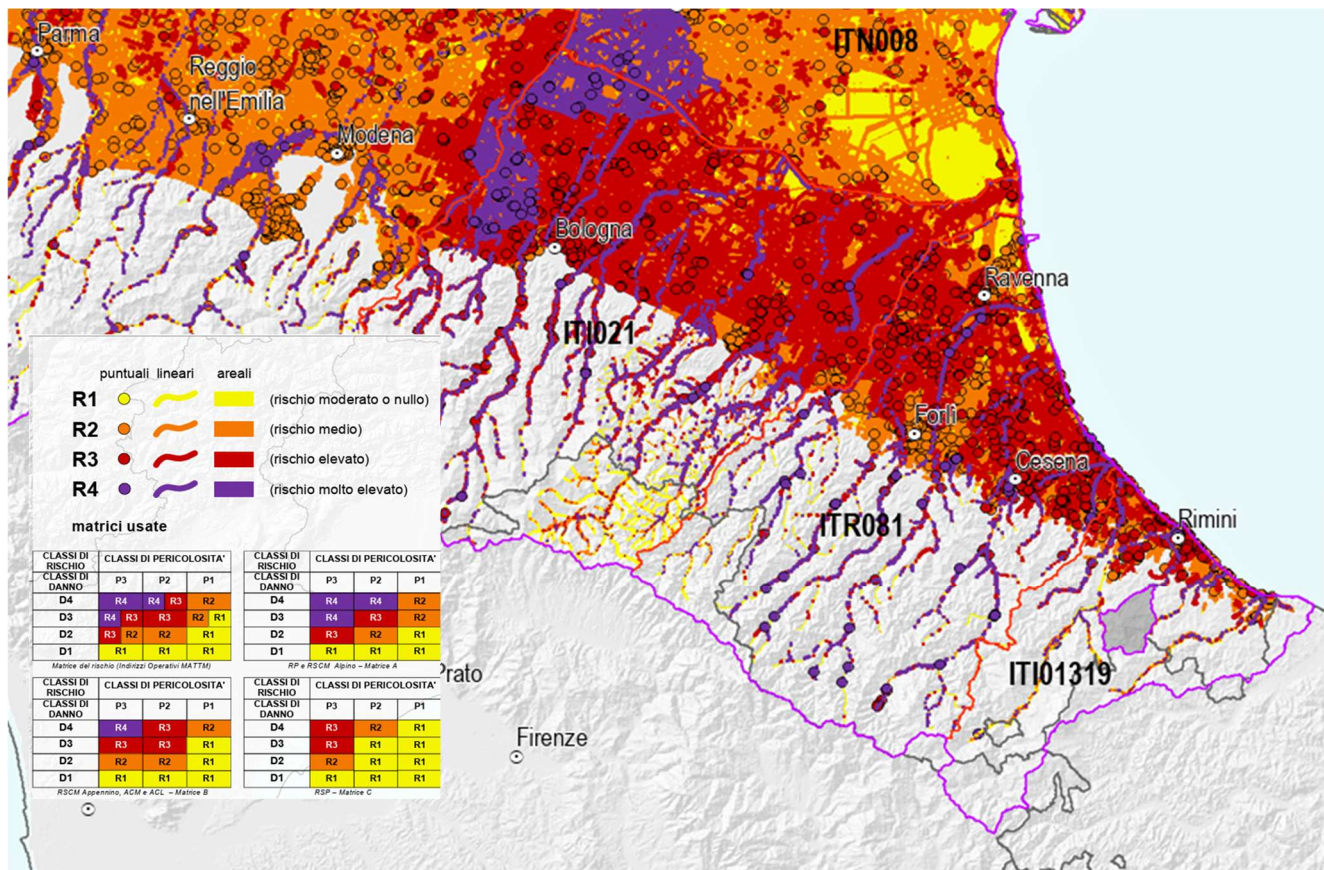 Parma
ITN008
Reggio
nell'Emilia
Modena
Bologna
Ravenna
ITI021
Forlì
Cesena
ITR081
Rimini
ITI01319
Prato
Firenze
puntuali lineari areali
R1 (rischio moderato o nullo)
R2 (rischio medio)
R3 (rischio elevato)
R4 (rischio molto elevato)
matrici usate
CLASSI DI RISCHIO CLASSI DI PERICOLOSITA'
CLASSI DI DANNO P3 P2 P1
D4 R4 R4 R3 R2
D3 R4 R3 R3 R2 R1
D2 R3 R2 R2 R1
D1 R1 R1 R1
Matrice del rischio (Indirizzi Operativi MATTM)
CLASSI DI RISCHIO CLASSI DI PERICOLOSITA'
CLASSI DI DANNO P3 P2 P1
D4 R4 R4 R2
D3 R4 R3 R2
D2 R3 R2 R1
D1 R1 R1 R1
RP e RSCM Alpino – Matrice A
CLASSI DI RISCHIO CLASSI DI PERICOLOSITA'
CLASSI DI DANNO P3 P2 P1
D4 R4 R3 R2
D3 R3 R3 R1
D2 R2 R2 R1
D1 R1 R1 R1
RSCM Appennino, ACM e ACL – Matrice B
CLASSI DI RISCHIO CLASSI DI PERICOLOSITA'
CLASSI DI DANNO P3 P2 P1
D4 R3 R2 R1
D3 R3 R1 R1
D2 R2 R1 R1
D1 R1 R1 R1
RSP – Matrice C